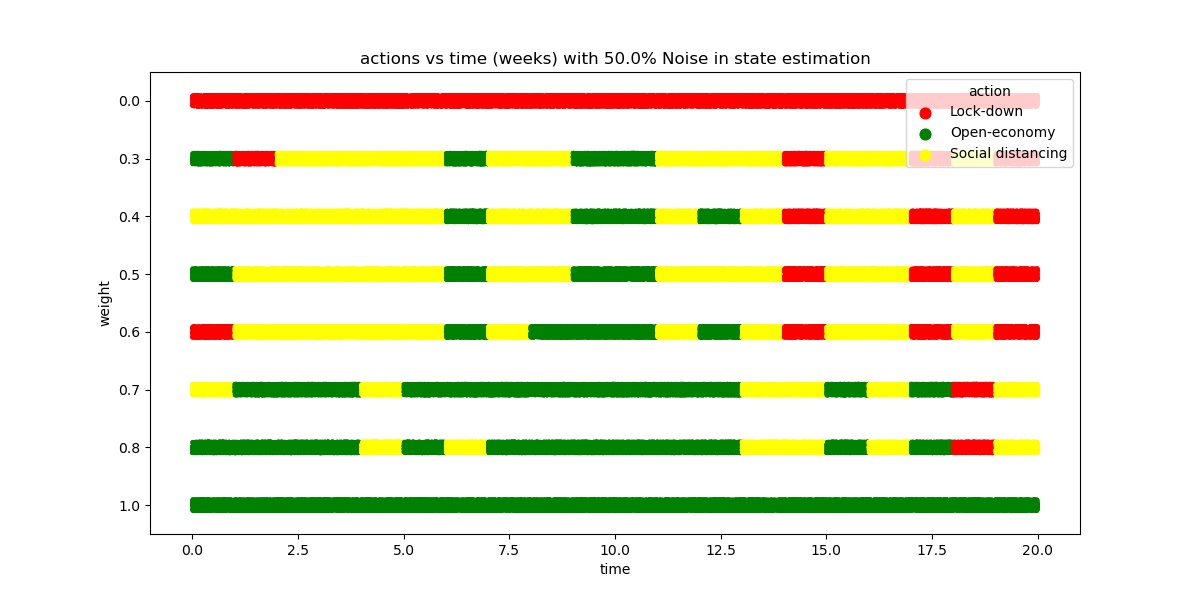 actions vs time (weeks) with 50.0% Noise in state estimation
action
Lock-down
Open-economy
Social distancing
weight
0.0
0.3
0.4
0.5
0.6
0.7
0.8
1.0
0.0 2.5 5.0 7.5 10.0 12.5 15.0 17.5 20.0
time